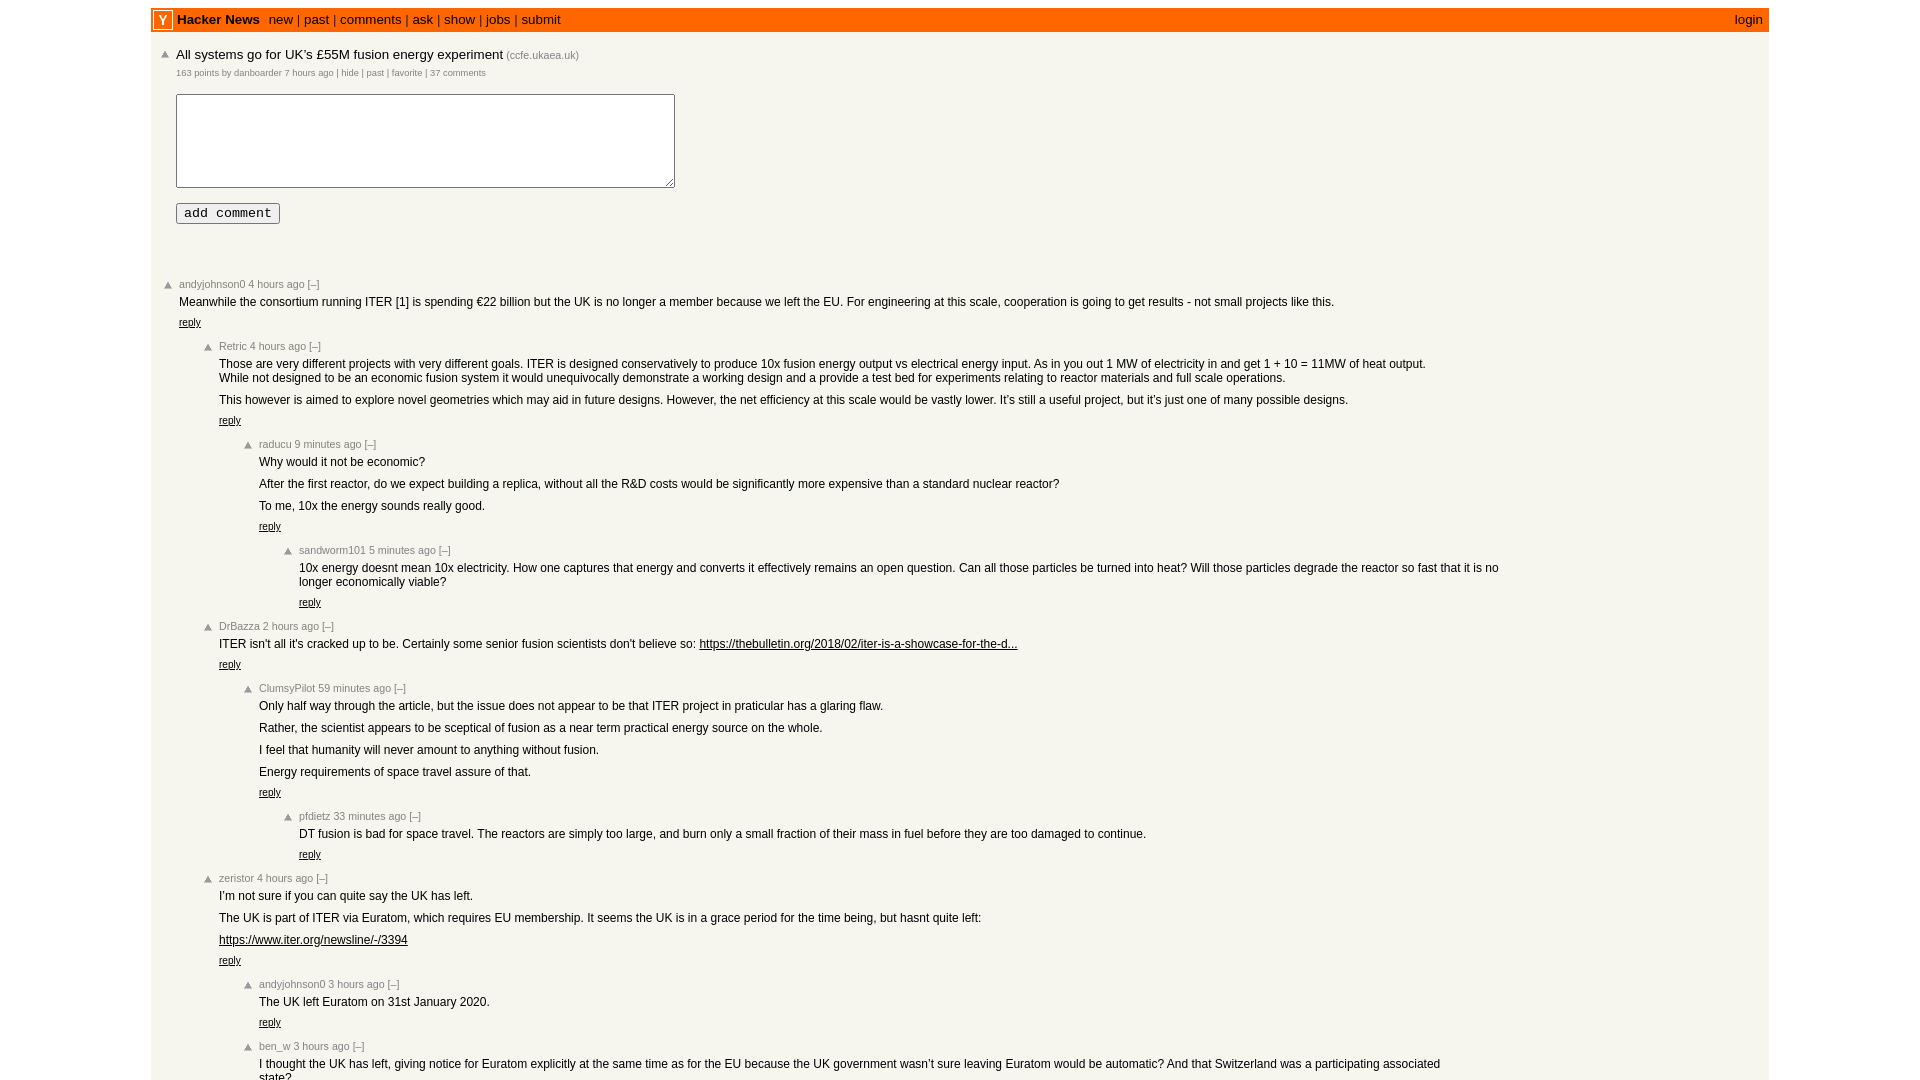 Y Hacker News new | past | comments | ask | show | jobs | submit login
All systems go for UK’s £55M fusion energy experiment (ccfe.ukaea.uk)
163 points by danboarder 7 hours ago | hide | past | favorite | 37 comments
add comment
andyjohnson0 4 hours ago [–]
Meanwhile the consortium running ITER [1] is spending €22 billion but the UK is no longer a member because we left the EU. For engineering at this scale, cooperation is going to get results - not small projects like this.
reply
Retric 4 hours ago [–]
Those are very different projects with very different goals. ITER is designed conservatively to produce 10x fusion energy output vs electrical energy input. As in you out 1 MW of electricity in and get 1 + 10 = 11MW of heat output.
While not designed to be an economic fusion system it would unequivocally demonstrate a working design and a provide a test bed for experiments relating to reactor materials and full scale operations.
This however is aimed to explore novel geometries which may aid in future designs. However, the net efficiency at this scale would be vastly lower. It’s still a useful project, but it’s just one of many possible designs.
reply
raducu 9 minutes ago [–]
Why would it not be economic?
After the first reactor, do we expect building a replica, without all the R&D costs would be significantly more expensive than a standard nuclear reactor?
To me, 10x the energy sounds really good.
reply
sandworm101 5 minutes ago [–]
10x energy doesnt mean 10x electricity. How one captures that energy and converts it effectively remains an open question. Can all those particles be turned into heat? Will those particles degrade the reactor so fast that it is no
longer economically viable?
reply
DrBazza 2 hours ago [–]
ITER isn't all it's cracked up to be. Certainly some senior fusion scientists don't believe so: https://thebulletin.org/2018/02/iter-is-a-showcase-for-the-d...
reply
ClumsyPilot 59 minutes ago [–]
Only half way through the article, but the issue does not appear to be that ITER project in praticular has a glaring flaw.
Rather, the scientist appears to be sceptical of fusion as a near term practical energy source on the whole.
I feel that humanity will never amount to anything without fusion.
Energy requirements of space travel assure of that.
reply
pfdietz 33 minutes ago [–]
DT fusion is bad for space travel. The reactors are simply too large, and burn only a small fraction of their mass in fuel before they are too damaged to continue.
reply
zeristor 4 hours ago [–]
I’m not sure if you can quite say the UK has left.
The UK is part of ITER via Euratom, which requires EU membership. It seems the UK is in a grace period for the time being, but hasnt quite left:
https://www.iter.org/newsline/-/3394
reply
andyjohnson0 3 hours ago [–]
The UK left Euratom on 31st January 2020.
reply
ben_w 3 hours ago [–]
I thought the UK has left, giving notice for Euratom explicitly at the same time as for the EU because the UK government wasn’t sure leaving Euratom would be automatic? And that Switzerland was a participating associated
state?